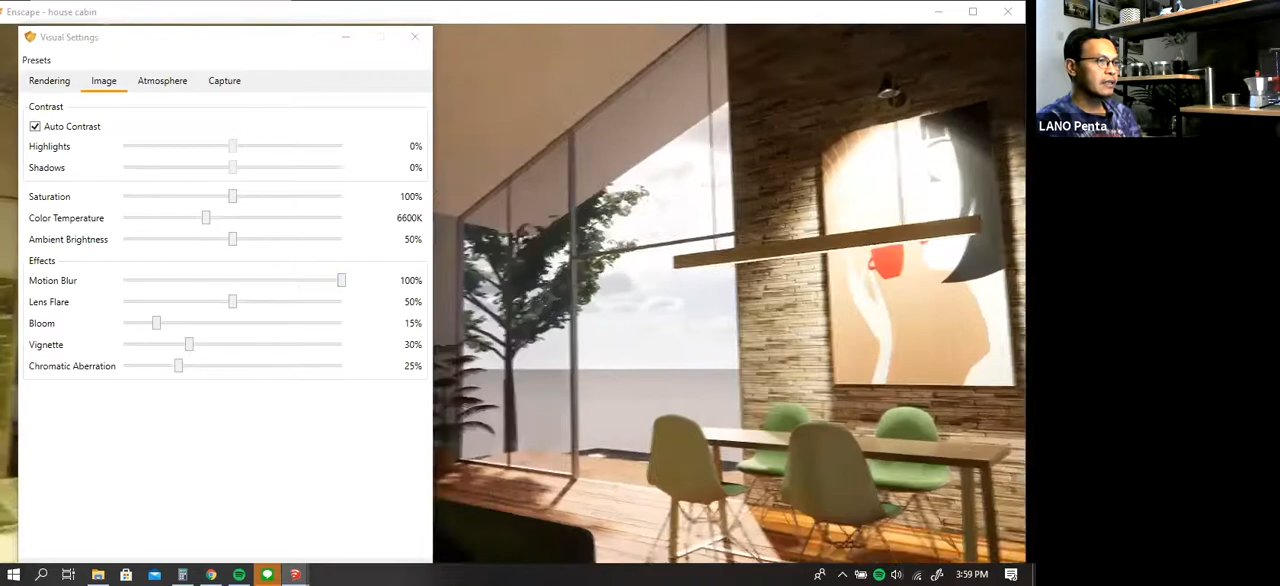 Enscape - house cabin
Visual Settings
Presets
Rendering Image Atmosphere Capture
Contrast
Auto Contrast
Highlights 0%
Shadows 0%
Saturation 100%
Color Temperature 6600K
Ambient Brightness 50%
Effects
Motion Blur 100%
Lens Flare 50%
Bloom 15%
Vignette 30%
Chromatic Aberration 25%
LANO Penta
3:59 PM